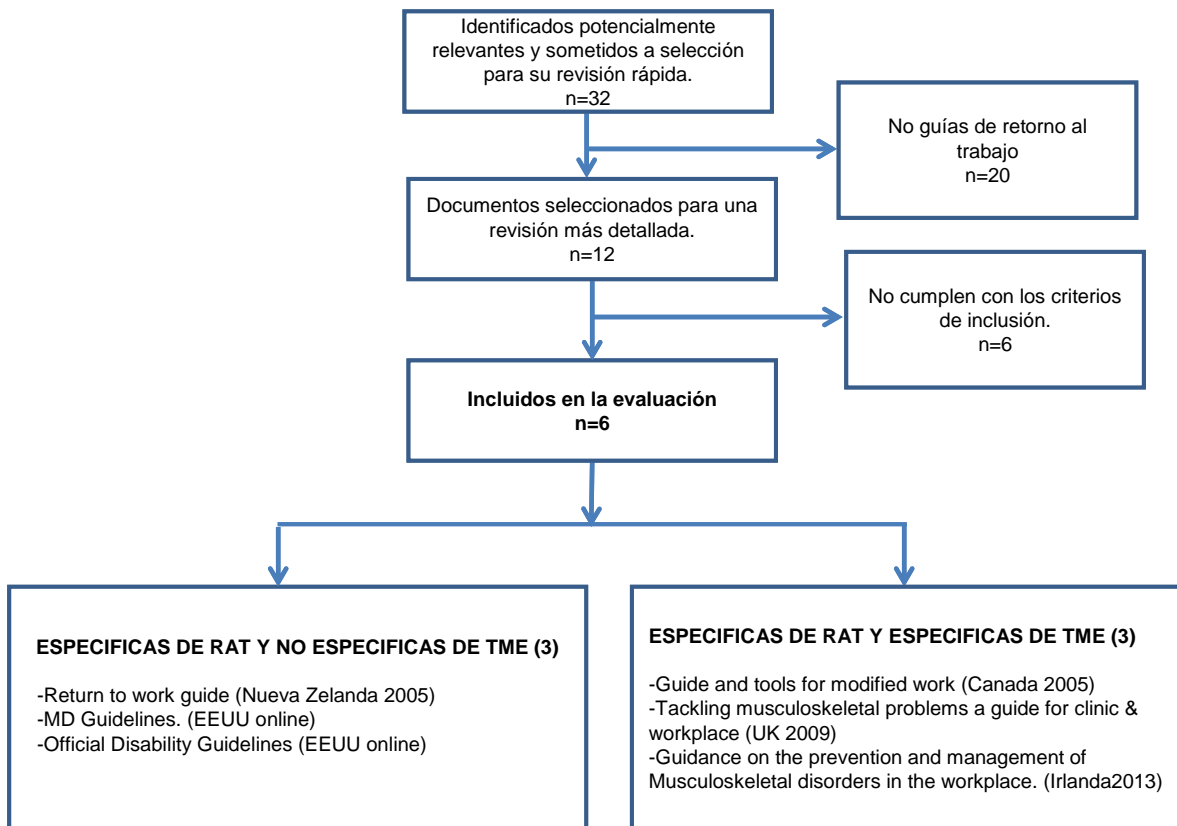 Identificados potencialmente
relevantes y sometidos a selección
para su revisión rápida.
n=32
No guías de retorno al
trabajo
n=20
Documentos seleccionados para una
revisión más detallada.
n=12
No cumplen con los criterios
de inclusión.
n=6
Incluidos en la evaluación
n=6
ESPECIFICAS DE RAT Y NO ESPECIFICAS DE TME (3)
-Return to work guide (Nueva Zelanda 2005)
-MD Guidelines. (EEUU online)
-Official Disability Guidelines (EEUU online)
ESPECIFICAS DE RAT Y ESPECIFICAS DE TME (3)
-Guide and tools for modified work (Canada 2005)
-Tackling musculoskeletal problems a guide for clinic &
workplace (UK 2009)
-Guidance on the prevention and management of
Musculoskeletal disorders in the workplace. (Irlanda2013)